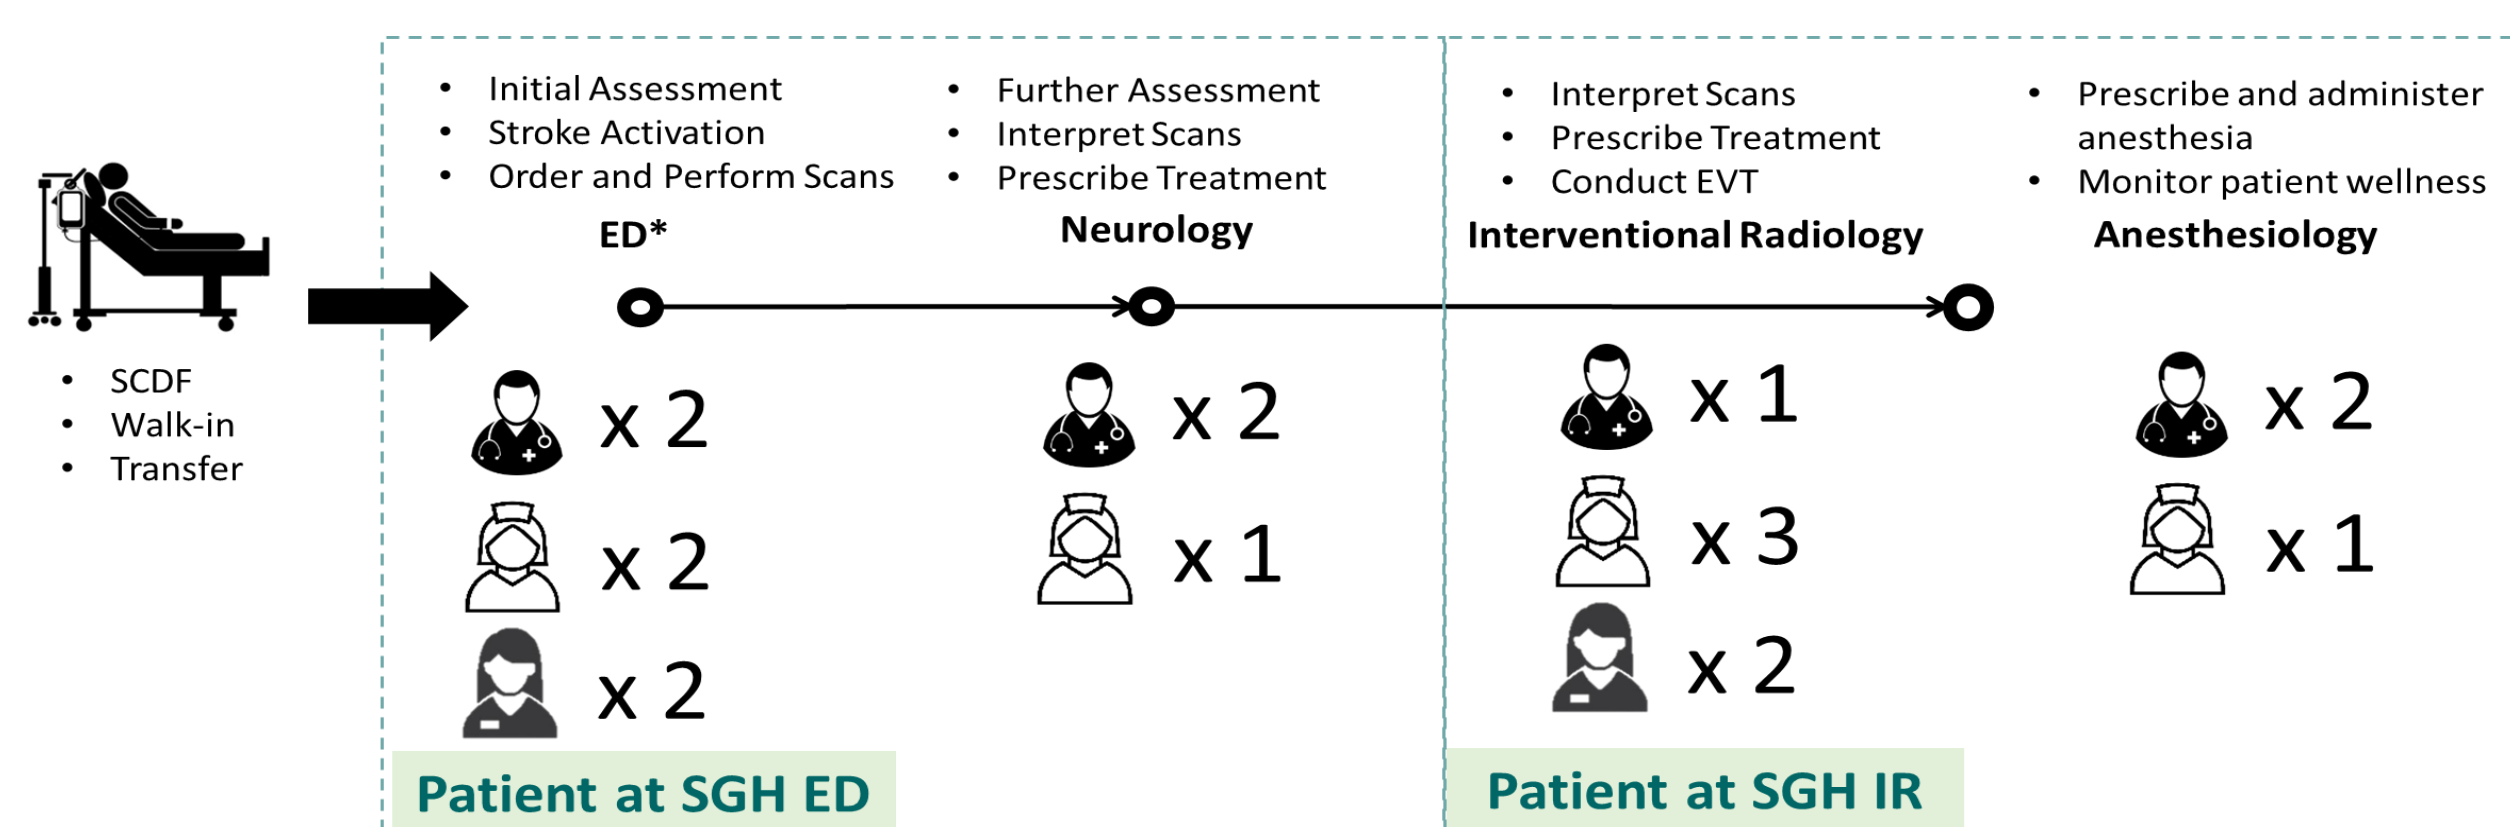 • SCDF
• Walk-in
• Transfer
• Initial Assessment
• Stroke Activation
• Order and Perform Scans
ED*
x 2
x 2
x 2
Patient at SGH ED
• Further Assessment
• Interpret Scans
• Prescribe Treatment
Neurology
x 2
x 1
• Interpret Scans
• Prescribe Treatment
• Conduct EVT
Interventional Radiology
x 1
x 3
x 2
Patient at SGH IR
• Prescribe and administer
anesthesia
• Monitor patient wellness
Anesthesiology
x 2
x 1